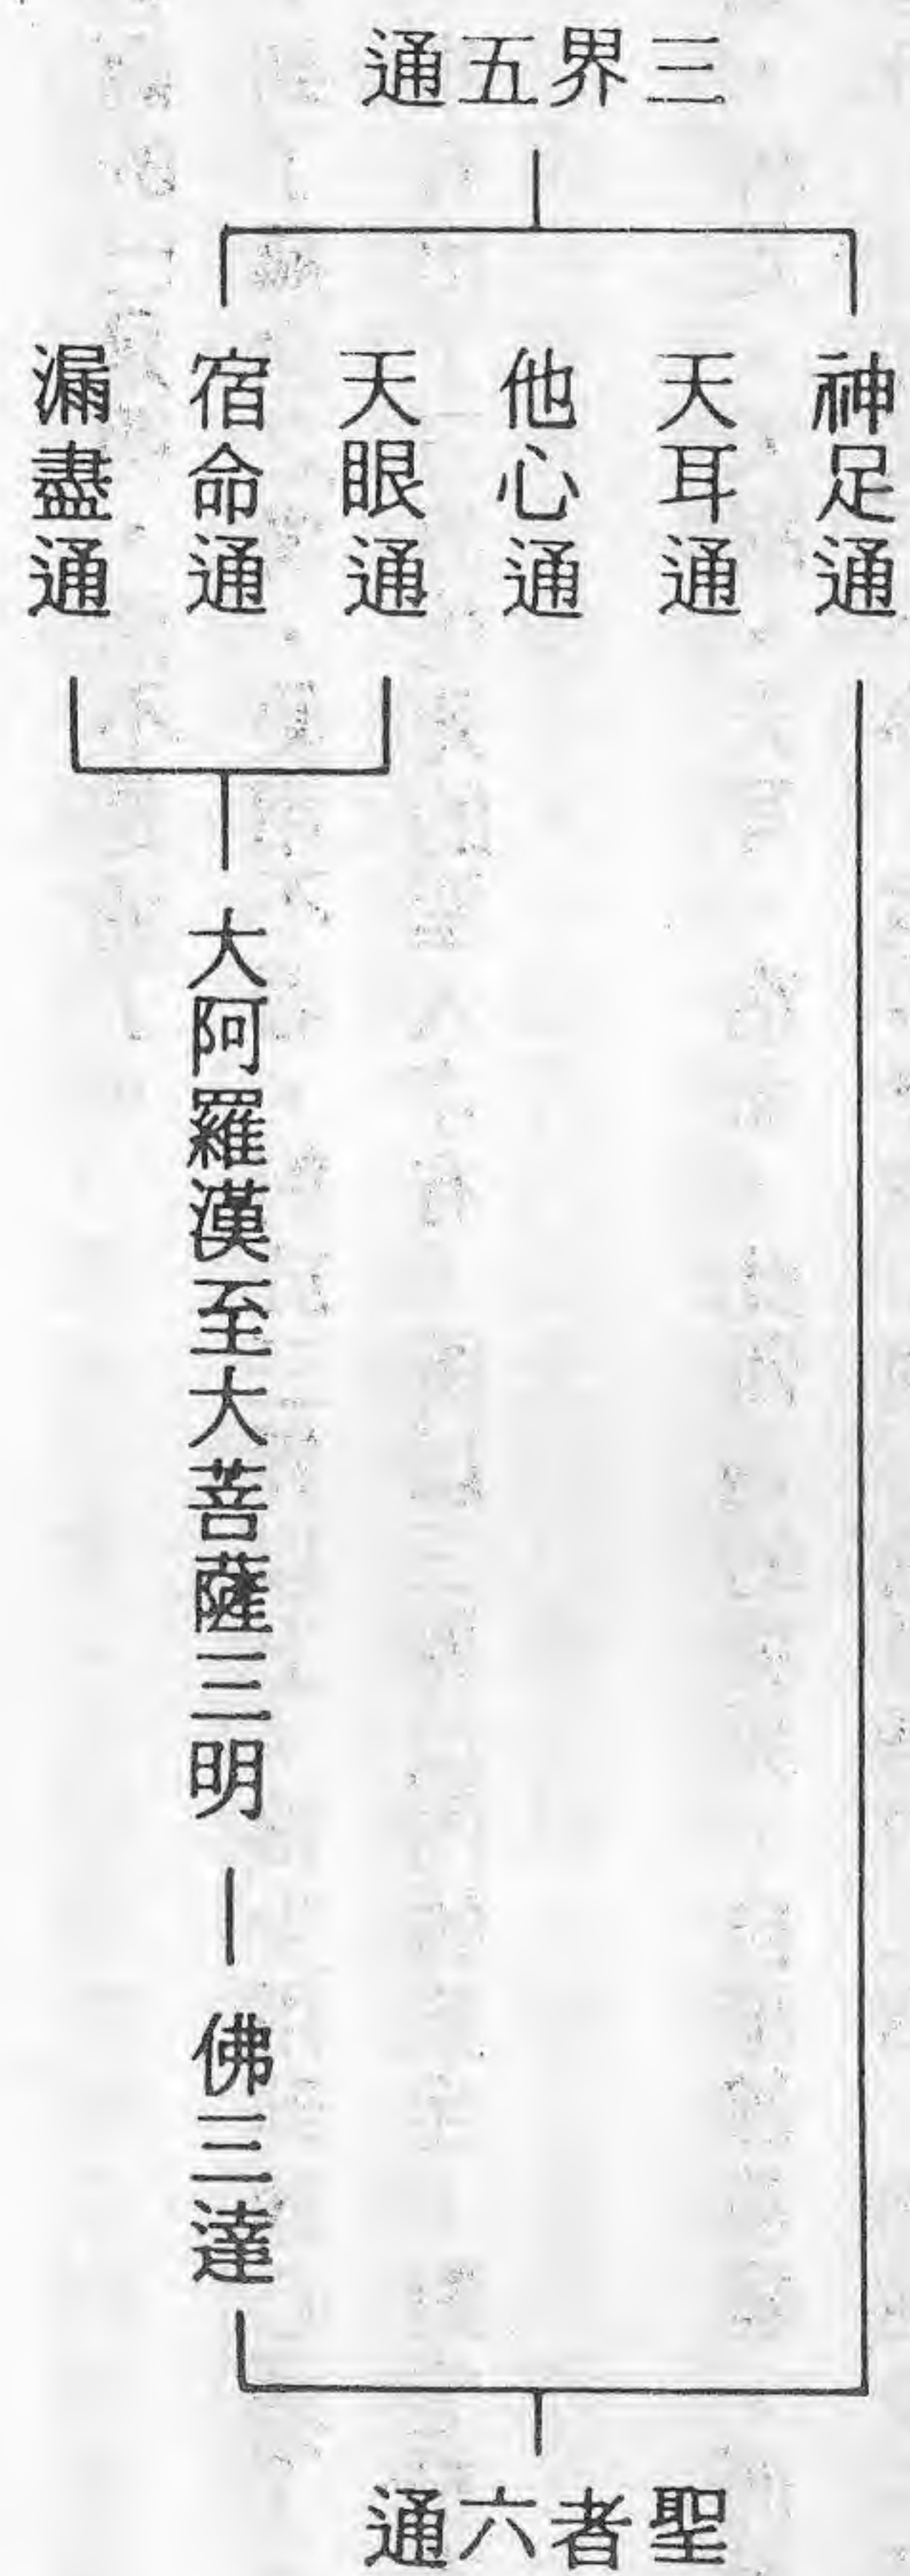 三界五通
神足通
天耳通
他心通
天眼通
宿命通
漏盡通
大阿羅漢至大菩薩三明
佛三達
聖者六通